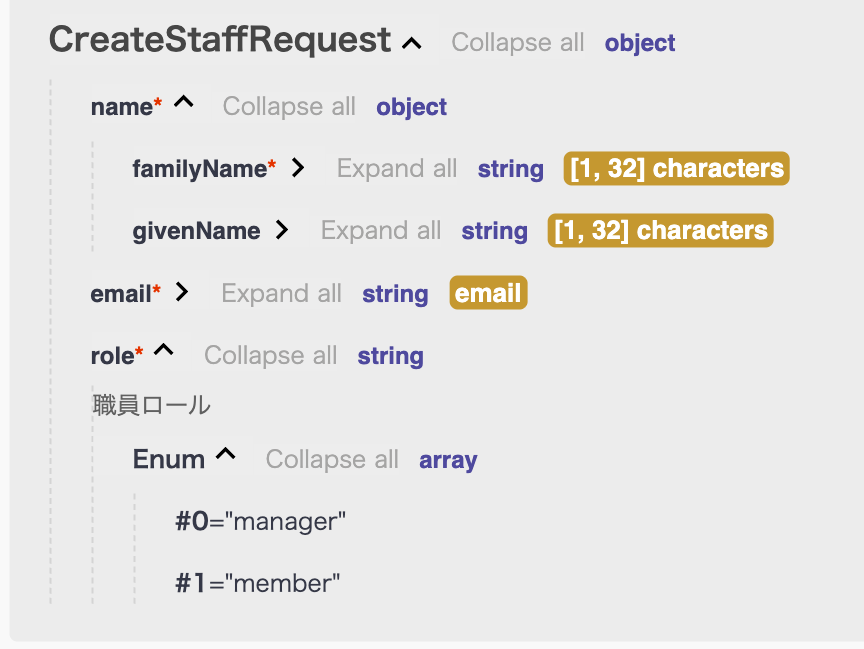 CreateStaffRequest Collapse all object
name* Collapse all object
familyName* Expand all string [1, 32] characters
givenName Expand all string [1, 32] characters
email* Expand all string email
role* Collapse all string
職員ロール
Enum Collapse all array
#0="manager"
#1="member"